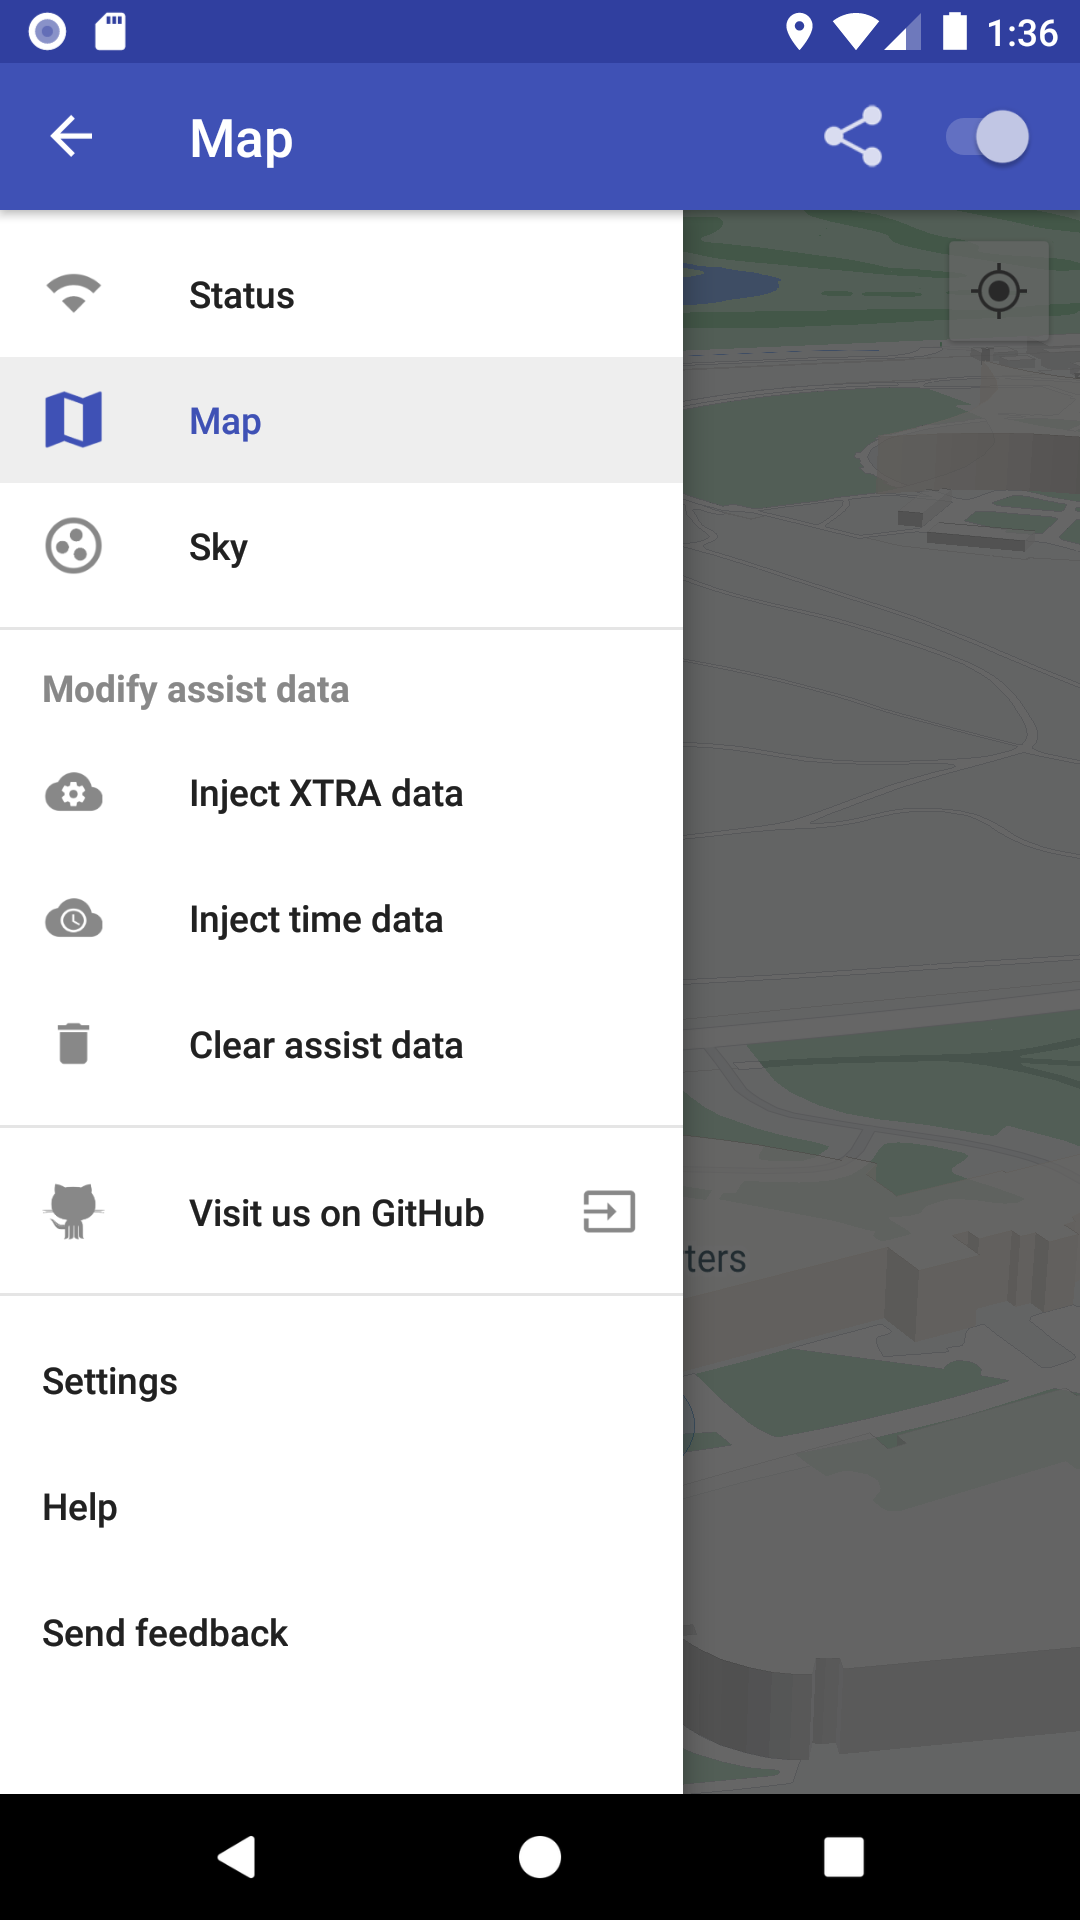 1:36
Map
Status
Map
Sky
Modify assist data
Inject XTRA data
Inject time data
Clear assist data
Visit us on GitHub
ters
Settings
Help
Send feedback